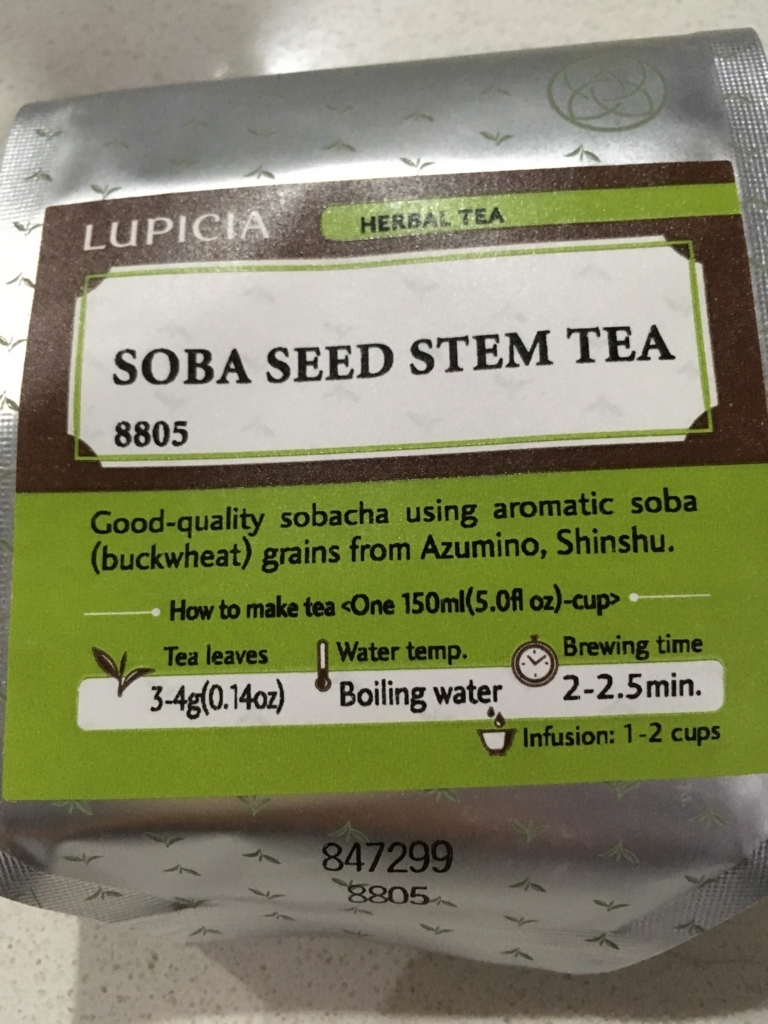 LUPICIA
HERBAL TEA
SOBA SEED STEM TEA
8805
Good-quality sobacha using aromatic soba
(buckwheat) grains from Azumino, Shinshu.
How to make tea <One 150ml(5.0fl oz)-cup>
Tea leaves
Water temp.
Brewing time
3-4g(0.14oz)
Boiling water
2-2.5min.
Infusion: 1-2 cups
847299
8805